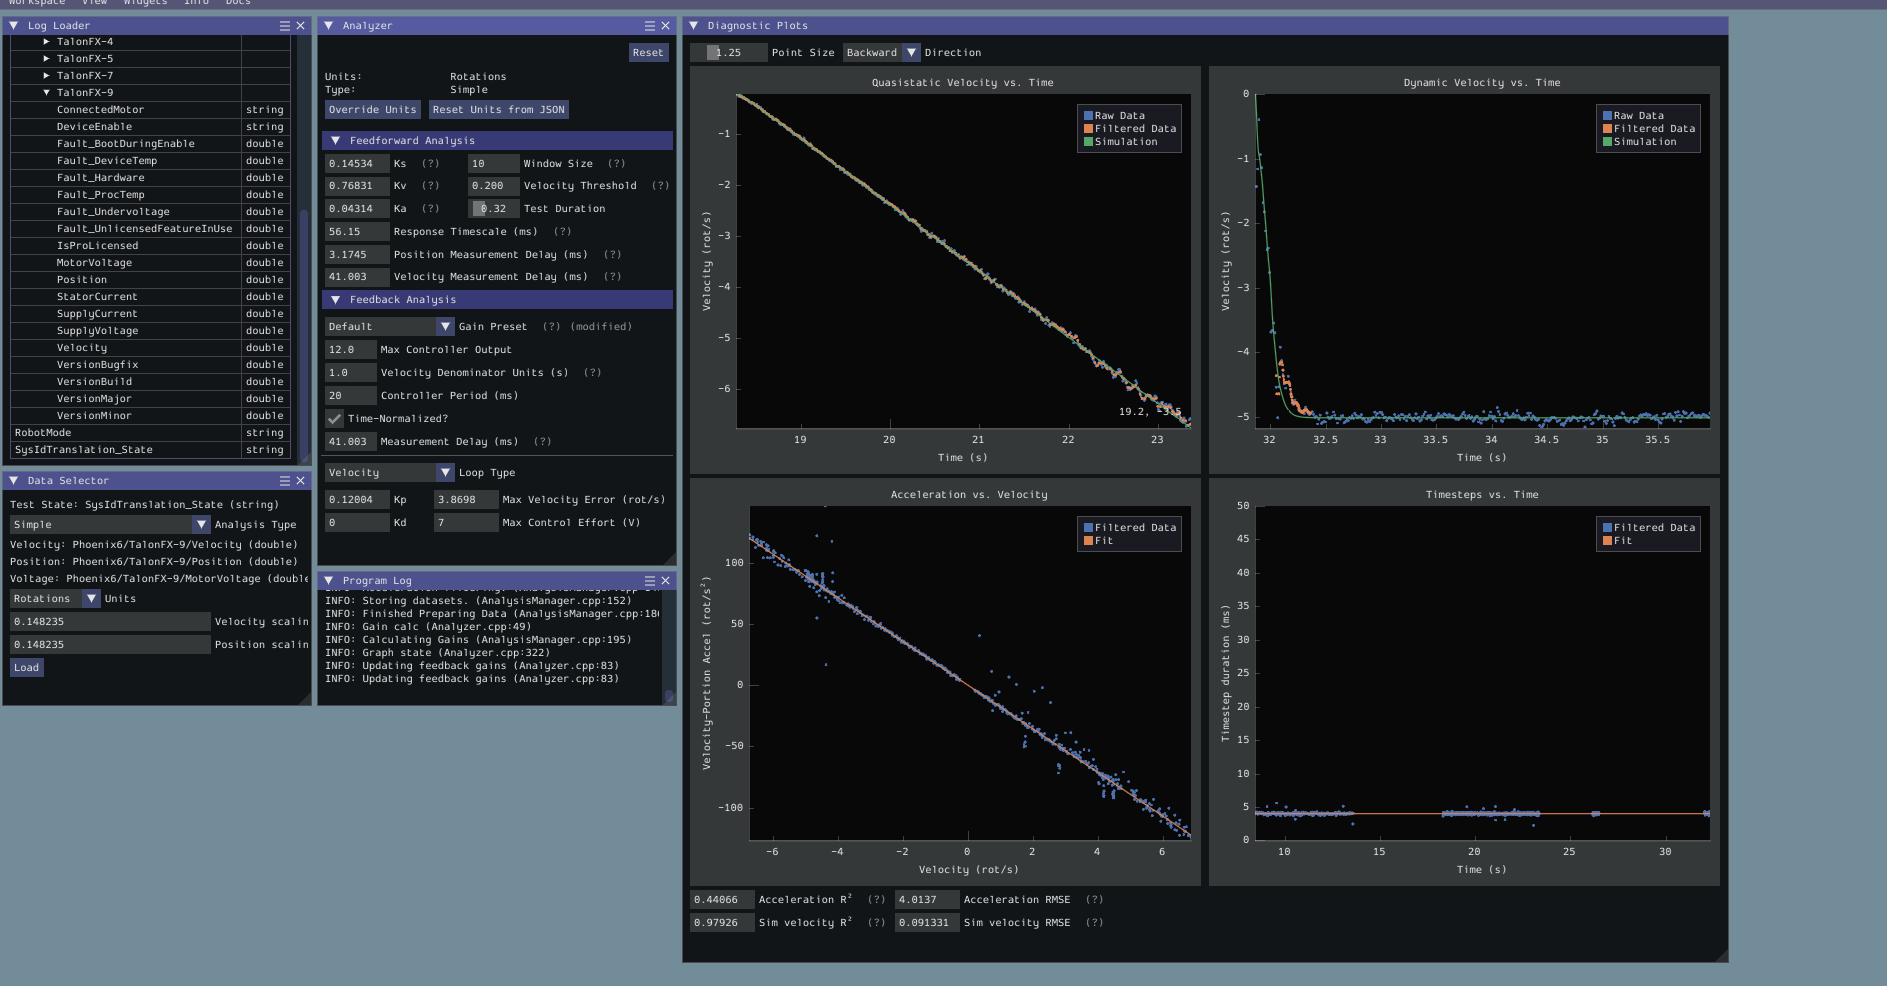 Workspace View Widgets Info Docs
Log Loader
TalonFX-4
TalonFX-5
TalonFX-7
TalonFX-9
ConnectedMotor string
DeviceEnable string
Fault_BootDuringEnable double
Fault_DeviceTemp double
Fault_Hardware double
Fault_ProcTemp double
Fault_Undervoltage double
Fault_UnlicensedFeatureInUse double
IsProLicensed double
MotorVoltage double
Position double
StatorCurrent double
SupplyCurrent double
SupplyVoltage double
Velocity double
VersionBugfix double
VersionBuild double
VersionMajor double
VersionMinor double
RobotMode string
SysIdTranslation_State string
Data Selector
Test State: SysIdTranslation_State (string)
Simple Analysis Type
Velocity: Phoenix6/TalonFX-9/Velocity (double)
Position: Phoenix6/TalonFX-9/Position (double)
Voltage: Phoenix6/TalonFX-9/MotorVoltage (double
Rotations Units
0.148235 Velocity scalin
0.148235 Position scalin
Load
Analyzer
Reset
Units: Rotations
Type: Simple
Override Units Reset Units from JSON
Feedforward Analysis
0.14534 Ks (?) 10 Window Size (?)
0.76831 Kv (?) 0.200 Velocity Threshold (?)
0.04314 Ka (?) 0.32 Test Duration
56.15 Response Timescale (ms) (?)
3.1745 Position Measurement Delay (ms) (?)
41.003 Velocity Measurement Delay (ms) (?)
Feedback Analysis
Default Gain Preset (?) (modified)
12.0 Max Controller Output
1.0 Velocity Denominator Units (s) (?)
20 Controller Period (ms)
Time-Normalized?
41.003 Measurement Delay (ms) (?)
Velocity Loop Type
0.12004 Kp 3.8698 Max Velocity Error (rot/s)
0 Kd 7 Max Control Effort (V)
Program Log
INFO: Storing datasets. (AnalysisManager.cpp:152)
INFO: Finished Preparing Data (AnalysisManager.cpp:18
INFO: Gain calc (Analyzer.cpp:49)
INFO: Calculating Gains (AnalysisManager.cpp:195)
INFO: Graph state (Analyzer.cpp:322)
INFO: Updating feedback gains (Analyzer.cpp:83)
INFO: Updating feedback gains (Analyzer.cpp:83)
Diagnostic Plots
1.25 Point Size Backward Direction
Quasistatic Velocity vs. Time
Raw Data
Filtered Data
Simulation
Velocity (rot/s)
−1
−2
−3
−4
−5
−6
19.2, −3.5
19 20 21 22 23
Time (s)
Dynamic Velocity vs. Time
Raw Data
Filtered Data
Simulation
Velocity (rot/s)
0
−1
−2
−3
−4
−5
32 32.5 33 33.5 34 34.5 35 35.5
Time (s)
Acceleration vs. Velocity
Filtered Data
Fit
Velocity-Portion Accel (rot/s²)
100
50
0
−50
−100
−6 −4 −2 0 2 4 6
Velocity (rot/s)
Timesteps vs. Time
Filtered Data
Fit
Timestep duration (ms)
50
45
40
35
30
25
20
15
10
5
0
10 15 20 25 30
Time (s)
0.44066 Acceleration R² (?) 4.0137 Acceleration RMSE (?)
0.97926 Sim velocity R² (?) 0.091331 Sim velocity RMSE (?)